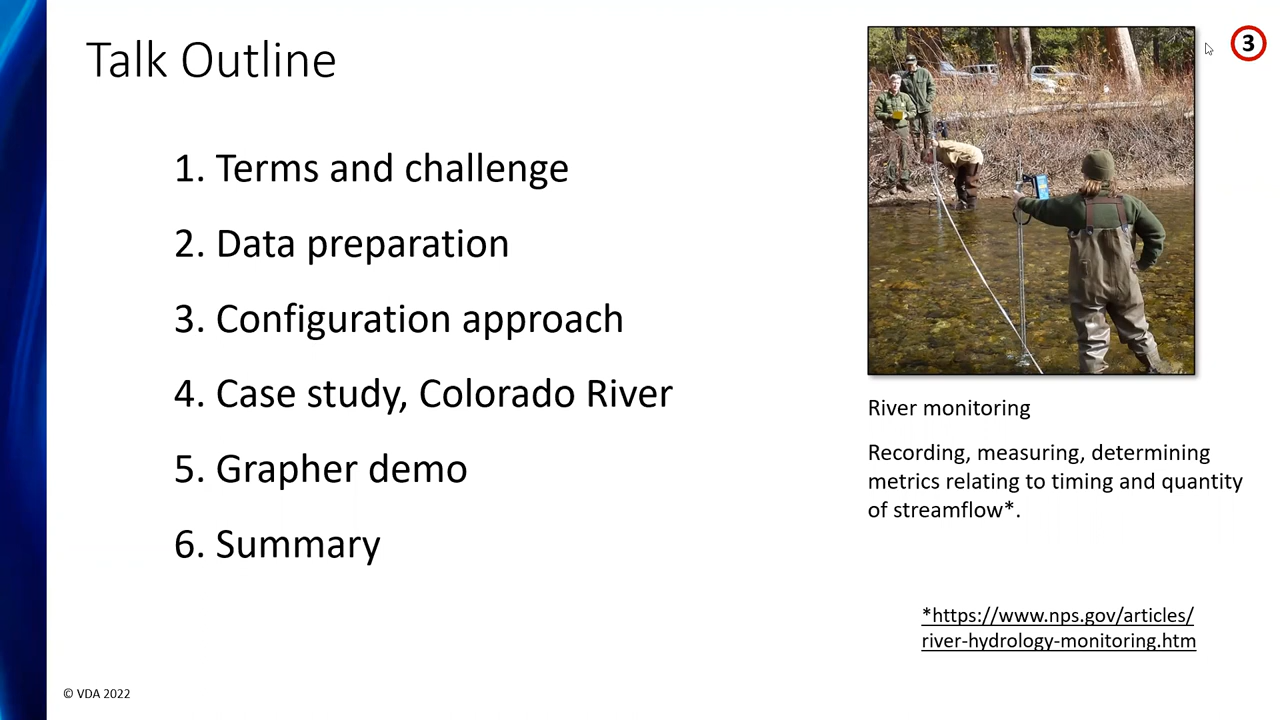 Talk Outline
3
1. Terms and challenge
2. Data preparation
3. Configuration approach
4. Case study, Colorado River
5. Grapher demo
6. Summary
River monitoring
Recording, measuring, determining
metrics relating to timing and quantity
of streamflow*.
*https://www.nps.gov/articles/
river-hydrology-monitoring.htm
© VDA 2022